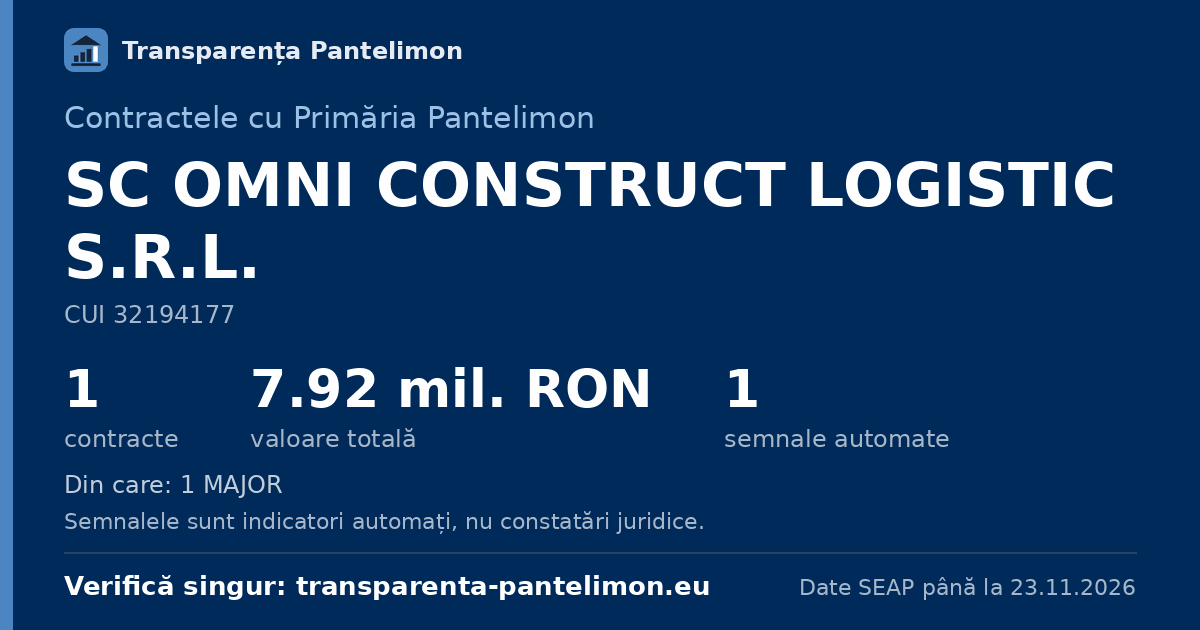 Transparența Pantelimon
Contractele cu Primăria Pantelimon
SC OMNI CONSTRUCT LOGISTIC
S.R.L.
CUI 32194177
1 7.92 mil. RON 1
contracte valoare totală semnale automate
Din care: 1 MAJOR
Semnalele sunt indicatori automați, nu constatări juridice.
Verifică singur: transparenta-pantelimon.eu Date SEAP până la 23.11.2026